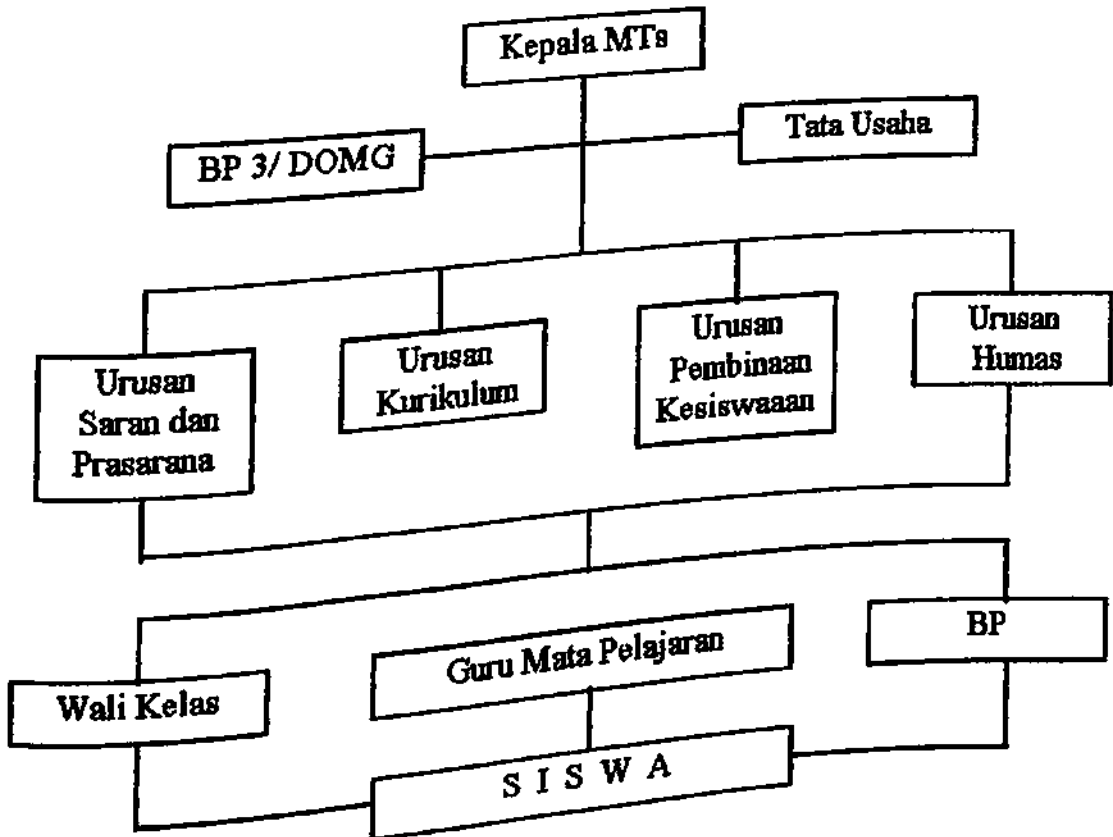 Kepala MTs
Tata Usaha
BP 3/ DOMG
Urusan
Saran dan
Prasarana
Urusan
Kurikulum
Urusan
Pembinaan
Kesiswaaan
Urusan
Humas
Wali Kelas
Guru Mata Pelajaran
BP
S I S W A